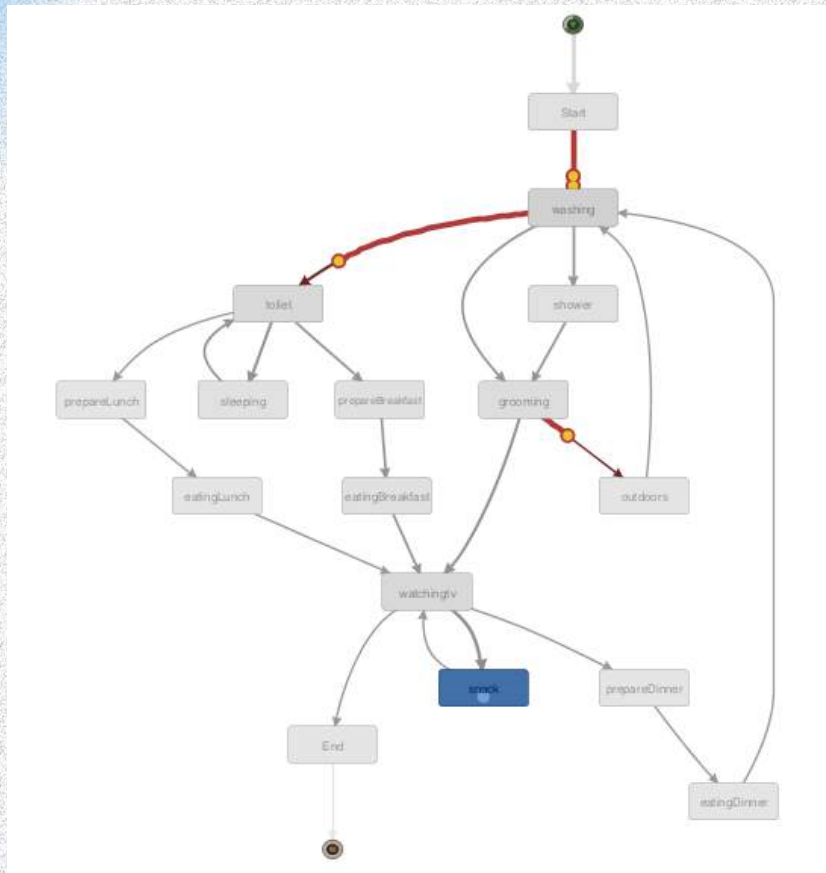 Start
washing
toilet
shower
prepareLunch
sleeping
prepareBreakfast
grooming
eatingLunch
eatingBreakfast
outdoors
watchingtv
snack
prepareDinner
End
eatingDinner